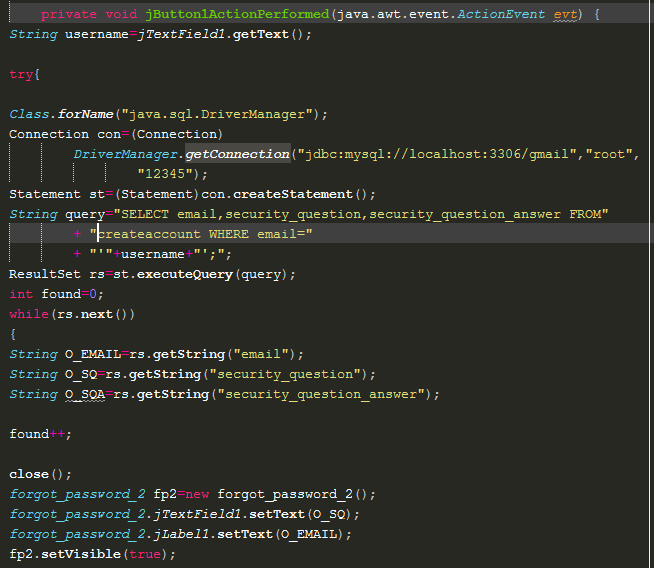 private void jButton1ActionPerformed(java.awt.event.ActionEvent evt) {
String username=jTextField1.getText();
try{
Class.forName("java.sql.DriverManager");
Connection con=(Connection)
DriverManager.getConnection("jdbc:mysql://localhost:3306/gmail","root",
"12345");
Statement st=(Statement)con.createStatement();
String query="SELECT email,security_question,security_question_answer FROM"
+ "createaccount WHERE email="
+ "'"+username+"';";
ResultSet rs=st.executeQuery(query);
int found=0;
while(rs.next())
{
String O_EMAIL=rs.getString("email");
String O_SQ=rs.getString("security_question");
String O_SQA=rs.getString("security_question_answer");
found++;
close();
forgot_password_2 fp2=new forgot_password_2();
forgot_password_2.jTextField1.setText(O_SQ);
forgot_password_2.jLabel1.setText(O_EMAIL);
fp2.setVisible(true);